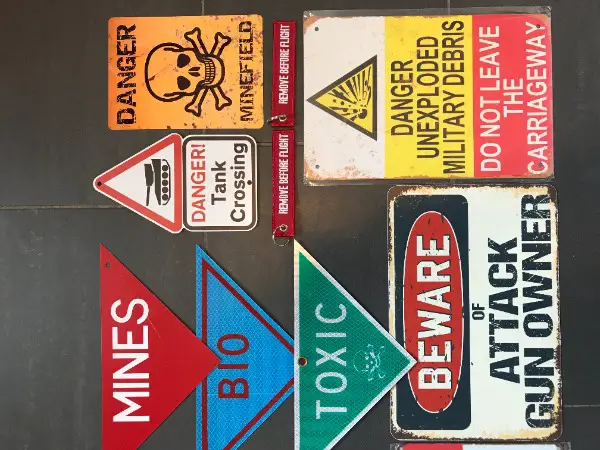 MINES
BIO
TOXIC
DANGER!
Tank
Crossing
DANGER
MINEFIELD
REMOVE BEFORE FLIGHT
REMOVE BEFORE FLIGHT
BEWARE
OF
ATTACK
GUN OWNER
DANGER
UNEXPLODED
MILITARY DEBRIS
DO NOT LEAVE
THE
CARRIAGEWAY